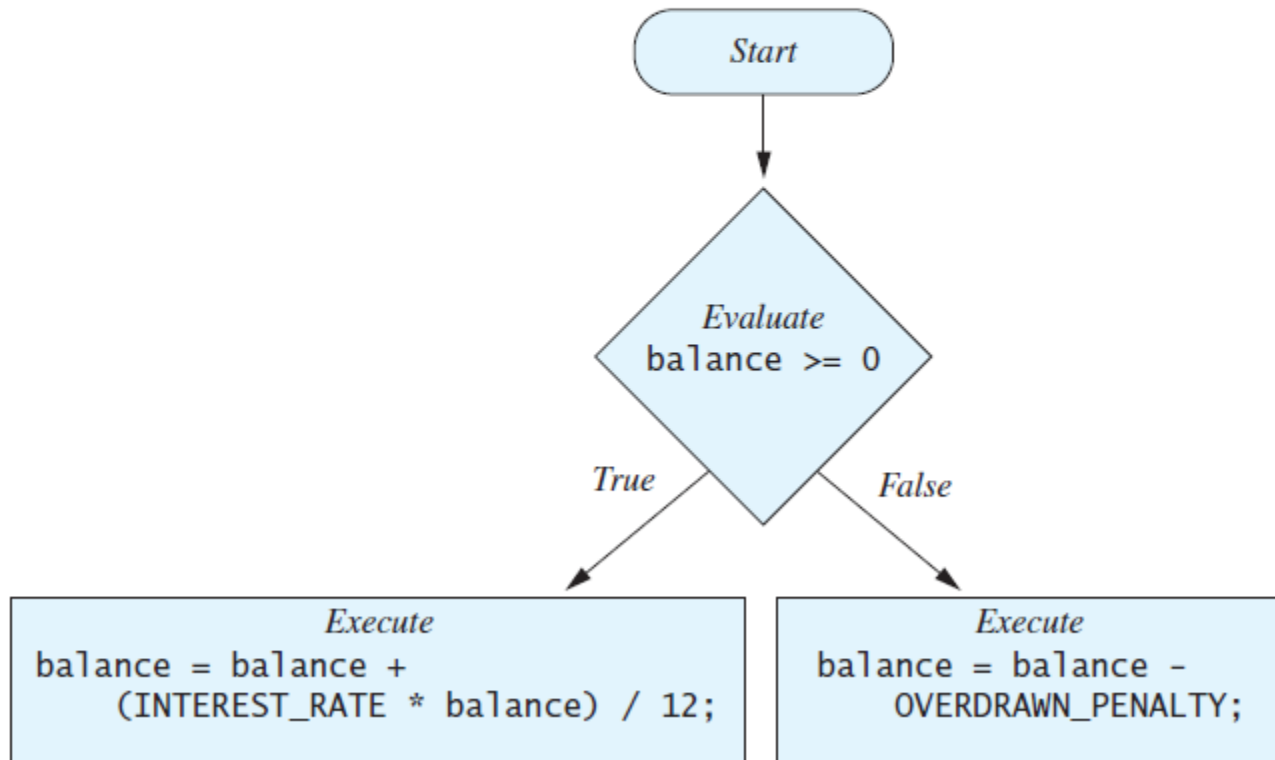 Start
Evaluate
balance >= 0
True
False
Execute
balance = balance +
(INTEREST_RATE * balance) / 12;
Execute
balance = balance -
OVERDRAWN_PENALTY;